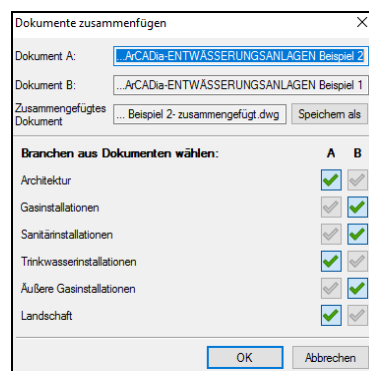 Dokumente zusammenfügen
Dokument A: ...ArCADia-ENTWÄSSERUNGSANLAGEN Beispiel 2
Dokument B: ...ArCADia-ENTWÄSSERUNGSANLAGEN Beispiel 1
Zusammengefügtes Dokument ... Beispiel 2- zusammengefügt.dwg Speichern als
Branchen aus Dokumenten wählen: A B
Architektur
Gasinstallationen
Sanitärinstallationen
Trinkwasserinstallationen
Äußere Gasinstallationen
Landschaft
OK Abbrechen